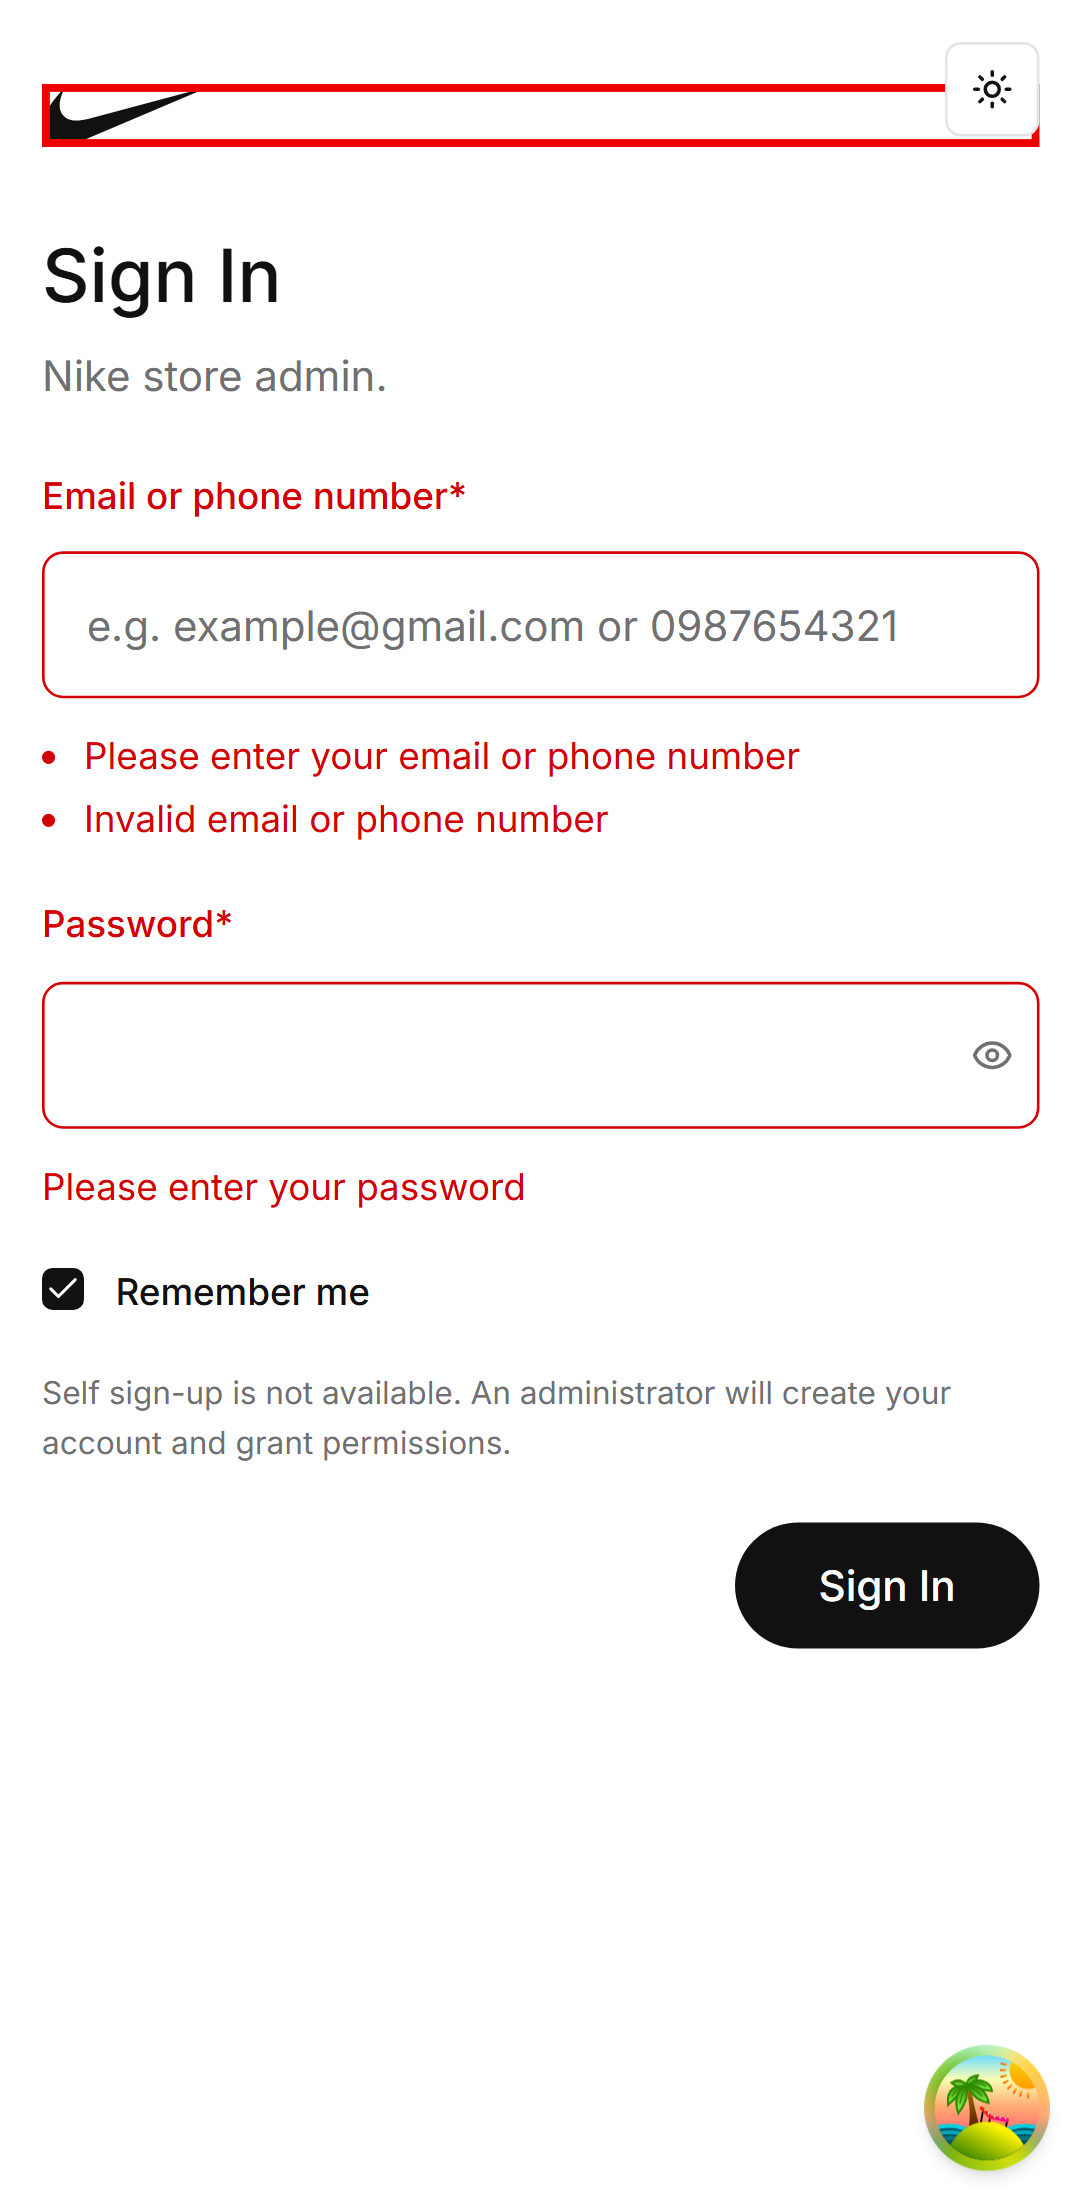 Sign In
Nike store admin.
Email or phone number*
e.g. example@gmail.com or 0987654321
• Please enter your email or phone number
• Invalid email or phone number
Password*
Please enter your password
Remember me
Self sign-up is not available. An administrator will create your
account and grant permissions.
Sign In